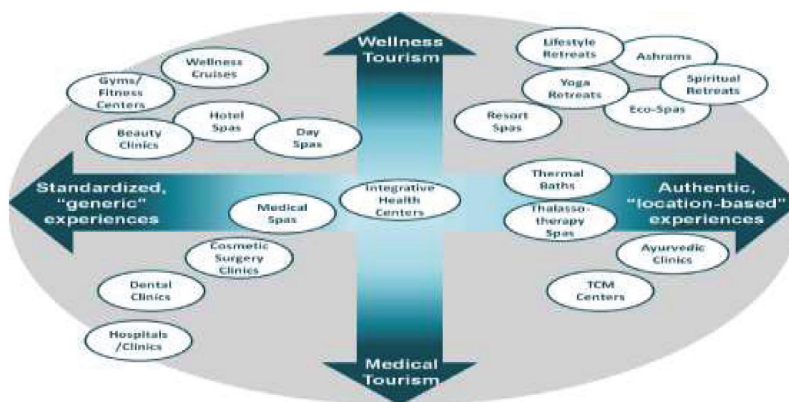 Wellness
Tourism
Lifestyle
Retreats
Ashrams
Wellness
Cruises
Gyms/
Fitness
Centers
Yoga
Retreats
Spiritual
Retreats
Eco-Spas
Hotel
Spas
Resort
Spas
Beauty
Clinics
Day
Spas
Thermal
Baths
Standardized,
"generic"
experiences
Integrative
Health
Centers
Authentic,
"location-based"
experiences
Medical
Spas
Thalasso-
therapy
Spas
Cosmetic
Surgery
Clinics
Ayurvedic
Clinics
Dental
Clinics
TCM
Centers
Hospitals
/Clinics
Medical
Tourism